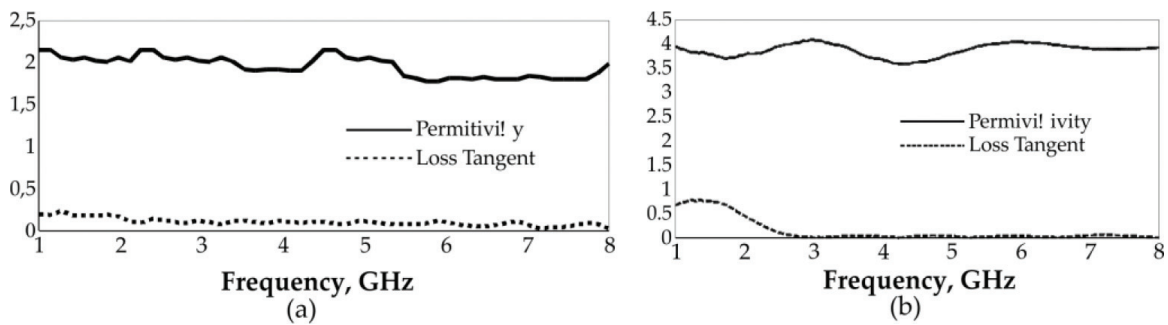 2,5
2
1,5
1
0,5
0
1 2 3 4 5 6 7 8
Permitivi! y
Loss Tangent
Frequency, GHz
(a)
4.5
4
3.5
3
2.5
2
1.5
1
0.5
0
1 2 3 4 5 6 7 8
Permivi! ivity
Loss Tangent
Frequency, GHz
(b)